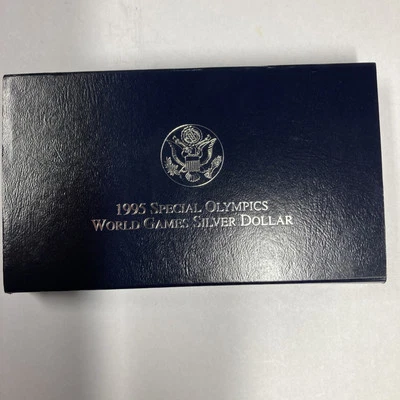 1995 Special Olympics
World Games Silver Dollar